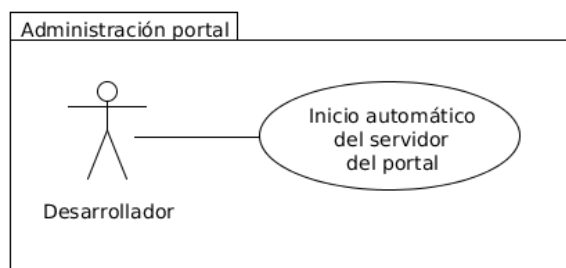 Administración portal
Inicio automático
del servidor
del portal
Desarrollador